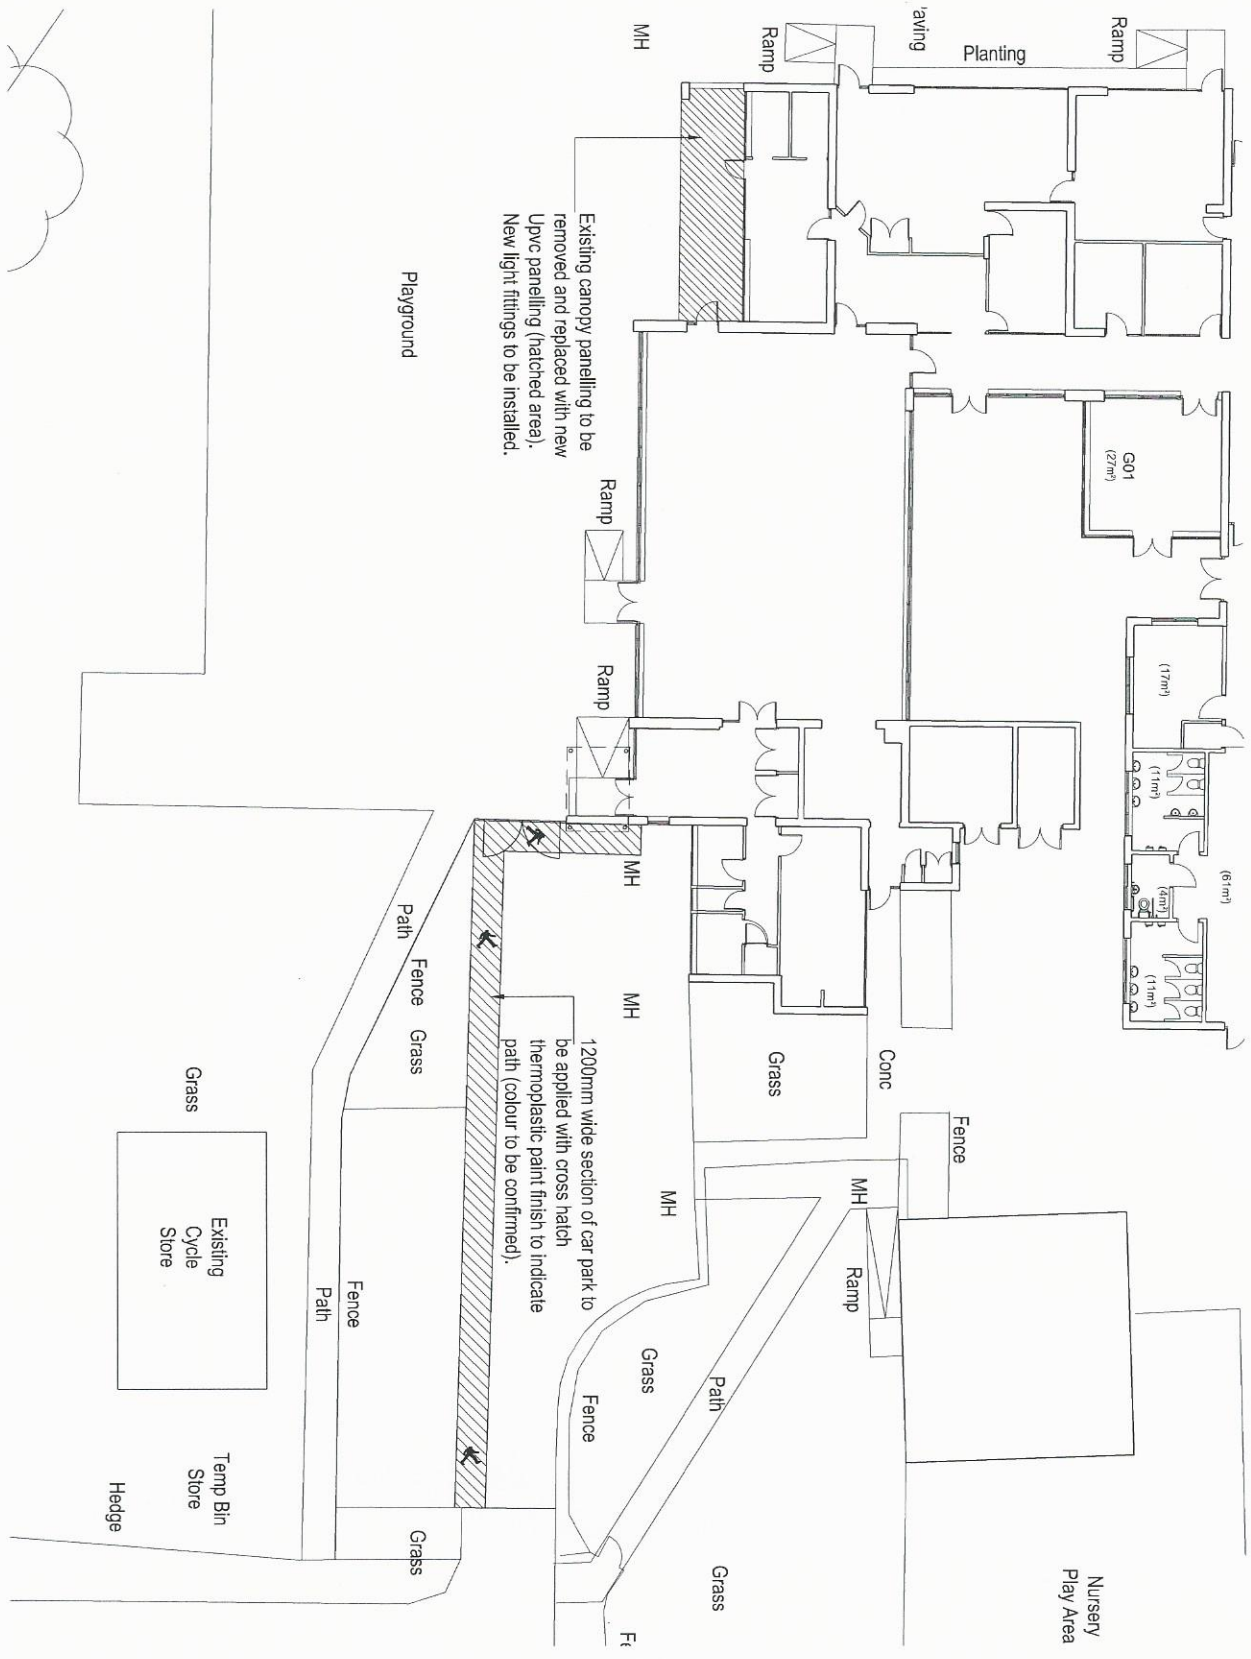 Ramp
Planting
'aving
Ramp
MH
G01
(27m²)
(17m²)
(11m²)
(61m²)
(4m²)
(11m²)
Existing canopy panelling to be
removed and replaced with new
Upvc panelling (hatched area).
New light fittings to be installed.
Playground
Ramp
Ramp
MH
MH
Conc
Grass
Fence
MH
MH
Ramp
Nursery
Play Area
1200mm wide section of car park to
be applied with cross hatch
thermoplastic paint finish to indicate
path (colour to be confirmed).
Path
Grass
Fence
Grass
Fe
Path
Fence
Grass
Grass
Fence
Path
Existing
Cycle
Store
Temp Bin
Store
Hedge
Grass